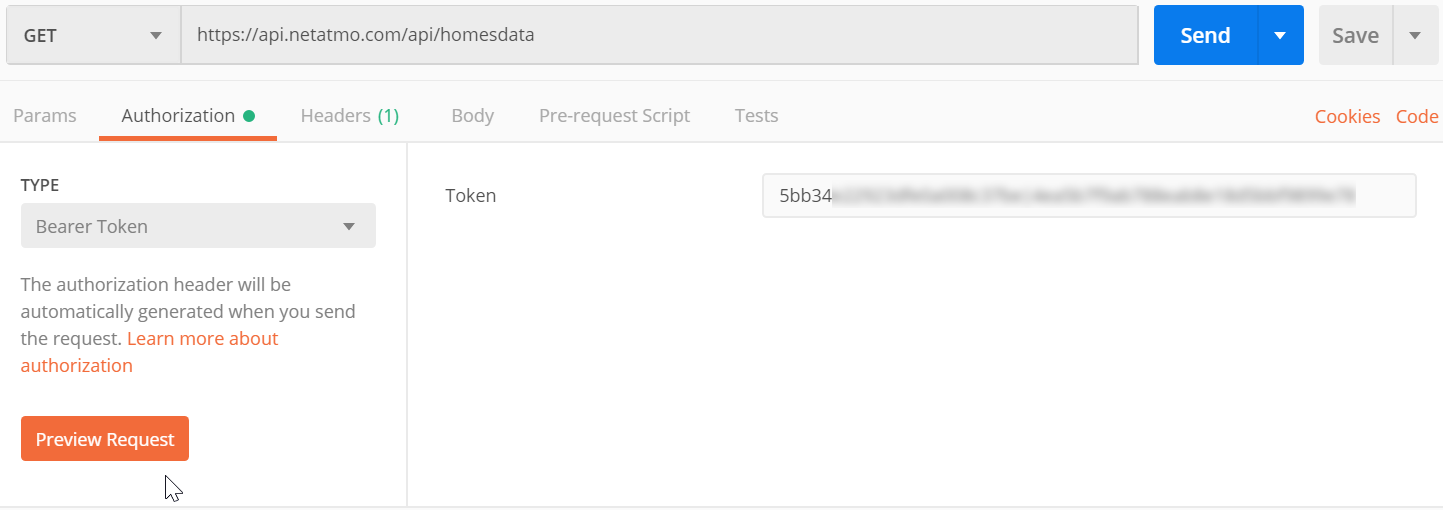 GET
https://api.netatmo.com/api/homesdata
Send
Save
Params
Authorization
Headers (1)
Body
Pre-request Script
Tests
Cookies
Code
TYPE
Bearer Token
The authorization header will be
automatically generated when you send
the request. Learn more about
authorization
Preview Request
Token
5bb34